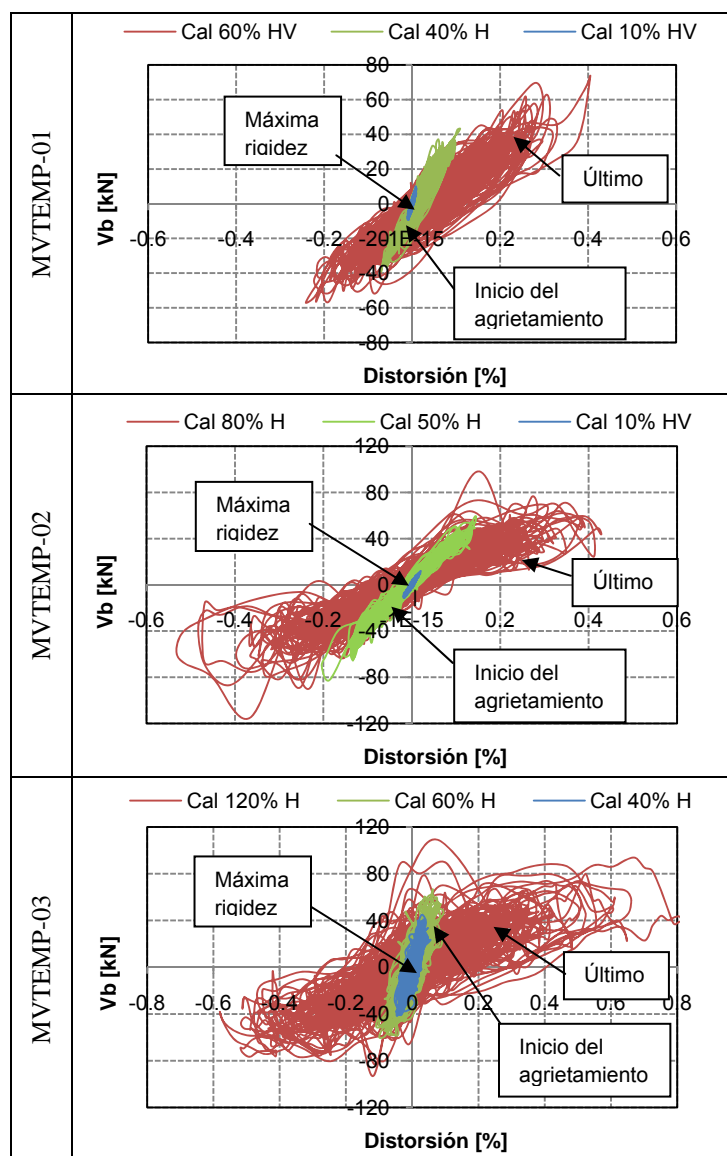 MVTEMP-01
Cal 60% HV Cal 40% H Cal 10% HV
80
60
40
20
0
-20
-40
-60
-80
-0.6 -0.4 -0.2 -1E-15 0.2 0.4 0.6
Vb [kN]
Máxima
rigidez
Último
Inicio del
agrietamiento
Distorsión [%]
MVTEMP-02
Cal 80% H Cal 50% H Cal 10% HV
120
80
40
0
-40
-80
-120
-0.6 -0.4 -0.2 -1E-15 0.2 0.4 0.6
Vb [kN]
Máxima
rigidez
Último
Inicio del
agrietamiento
Distorsión [%]
MVTEMP-03
Cal 120% H Cal 60% H Cal 40% H
120
80
40
0
-40
-80
-120
-0.8 -0.6 -0.4 -0.2 0 0.2 0.4 0.6 0.8
Vb [kN]
Máxima
rigidez
Último
Inicio del
agrietamiento
Distorsión [%]